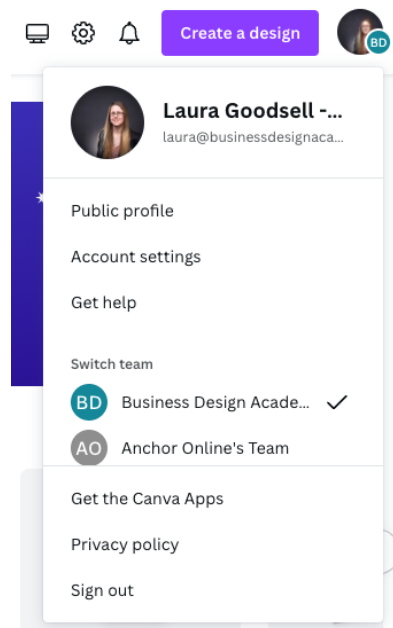 Create a design
BD
Laura Goodsell -...
laura@businessdesignaca...
Public profile
Account settings
Get help
Switch team
BD Business Design Acade...
AO Anchor Online's Team
Get the Canva Apps
Privacy policy
Sign out